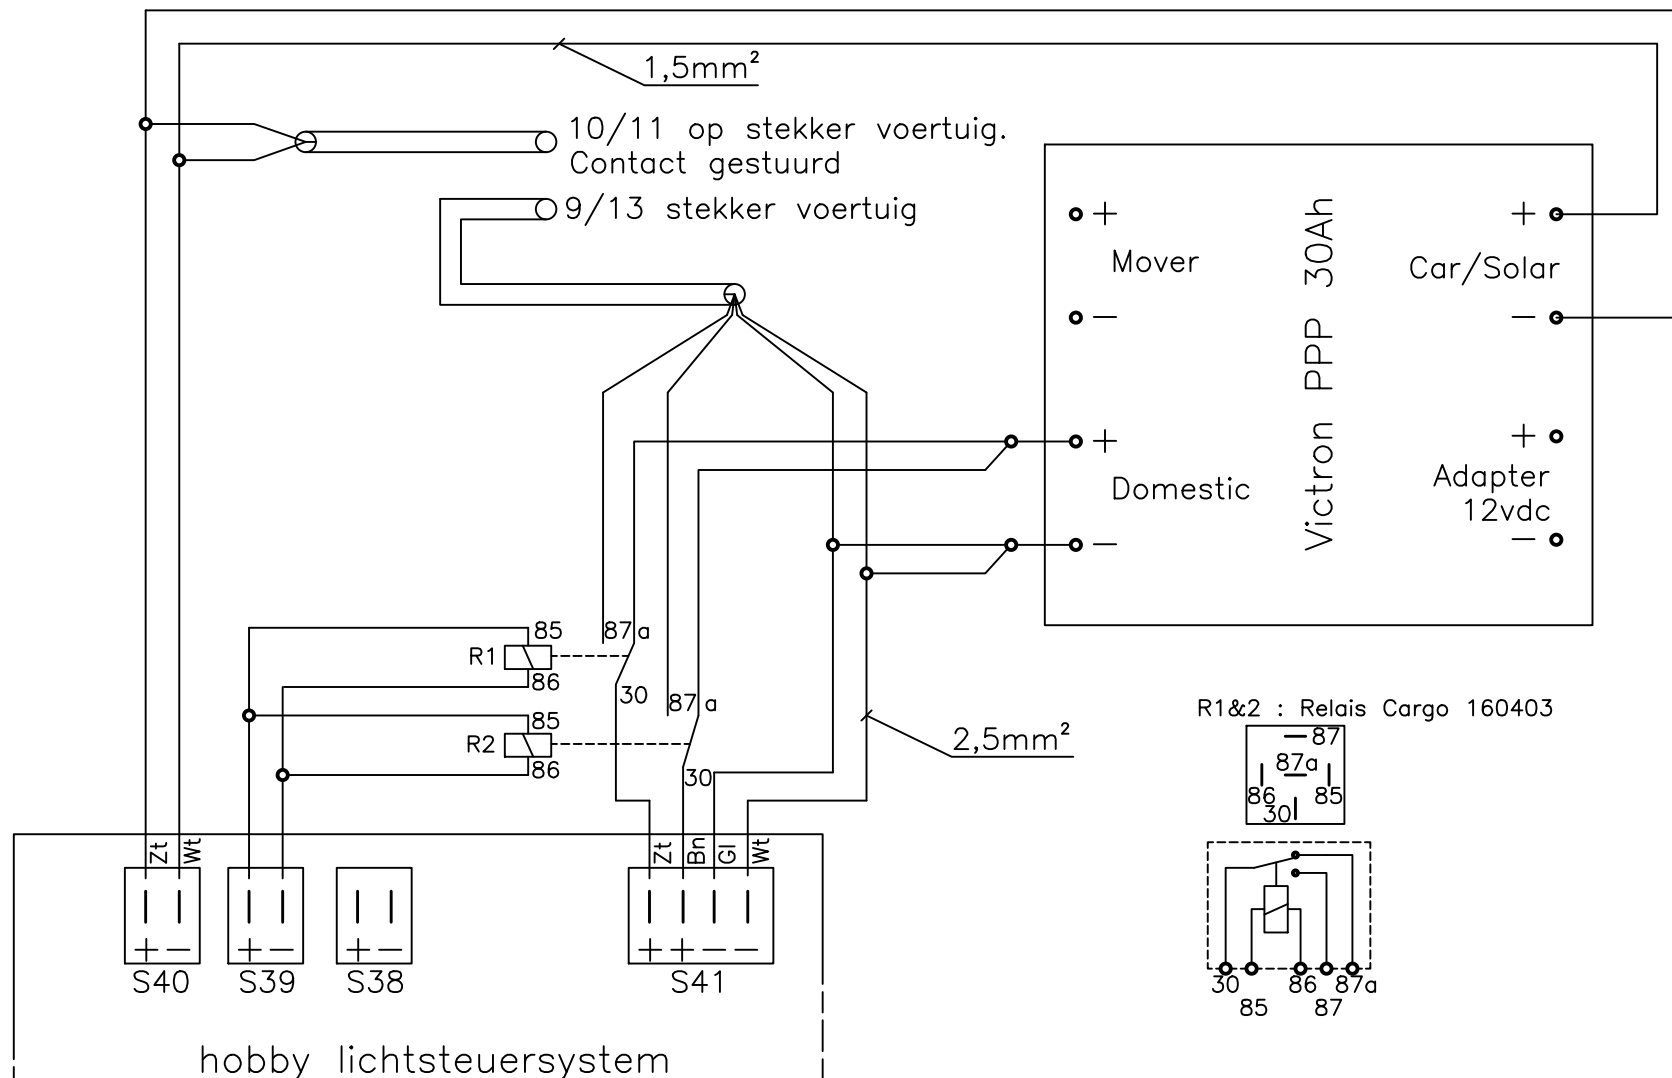 1,5mm²
10/11 op stekker voertuig.
Contact gestuurd
9/13 stekker voertuig
+
Mover
−
+
Domestic
−
Victron PPP 30Ah
+
Car/Solar
−
+
Adapter
12vdc
−
85
87 a
R1
86
30
87 a
85
R2
86
30
2,5mm²
R1&2 : Relais Cargo 160403
87
87a
86
85
30
30
86
87a
85
87
Zt
Wt
Zt
Bn
Gl
Wt
+ −
+ −
+ −
+ + − −
S40
S39
S38
S41
hobby lichtsteuersystem